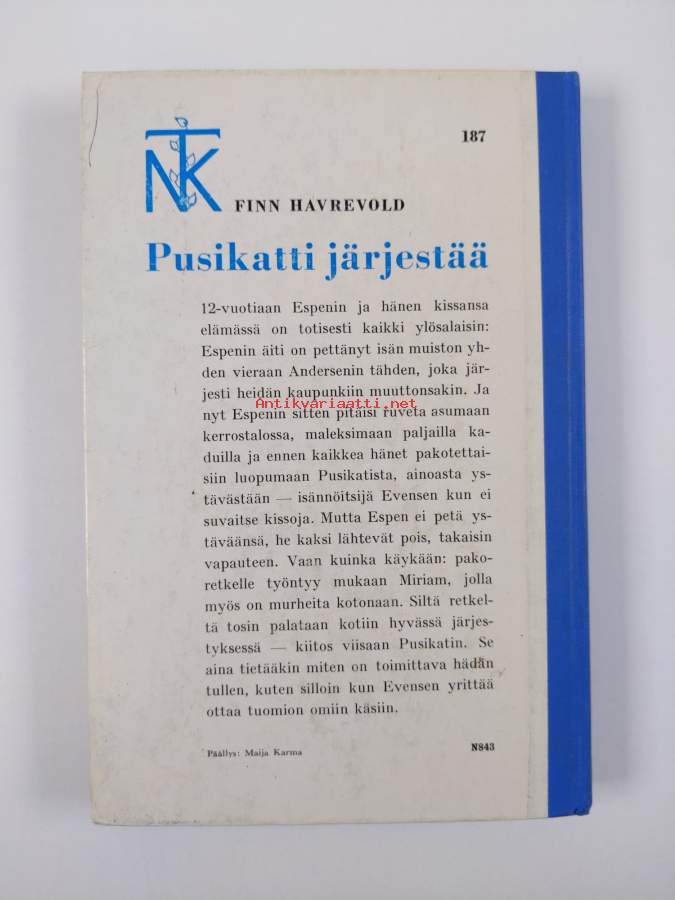 187
NTK
FINN HAVREVOLD
Pusikatti järjestää
12-vuotiaan Espenin ja hänen kissansa
elämässä on totisesti kaikki ylösalaisin:
Espenin äiti on pettänyt isän muiston yh-
den vieraan Andersenin tähden, joka jär-
jesti heidän kaupunkiin muuttonsakin. Ja
Antikvariaatti.net
nyt Espenin sitten pitäisi ruveta asumaan
kerrostalossa, maleksimaan paljailla ka-
duilla ja ennen kaikkea hänet pakotettai-
siin luopumaan Pusikatista, ainoasta ys-
tävästään — isännöitsijä Evensen kun ei
suvaitse kissoja. Mutta Espen ei petä ys-
täväänsä, he kaksi lähtevät pois, takaisin
vapauteen. Vaan kuinka käykään: pako-
retkelle työntyy mukaan Miriam, jolla
myös on murheita kotonaan. Siltä retkel-
tä tosin palataan kotiin hyvässä järjes-
tyksessä — kiitos viisaan Pusikatin. Se
aina tietääkin miten on toimittava hädän
tullen, kuten silloin kun Evensen yrittää
ottaa tuomion omiin käsiin.
Päällys: Maija Karma
N843